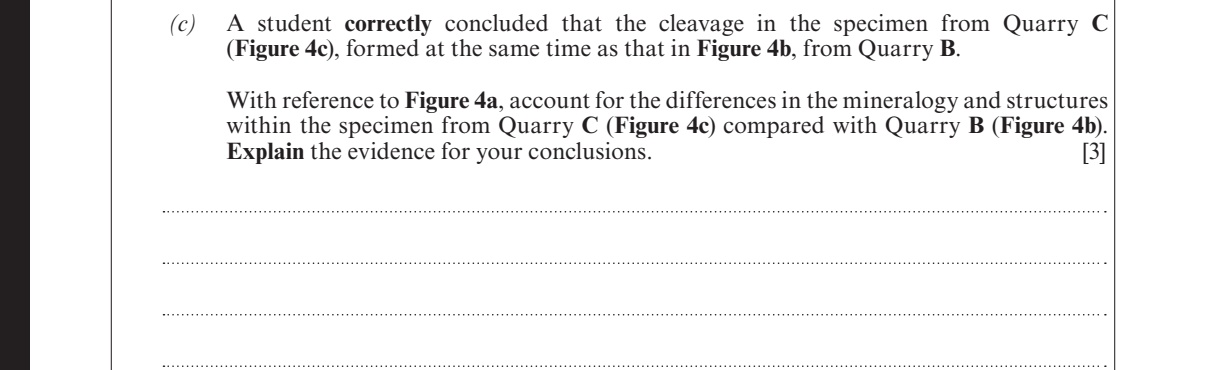 (c) A student correctly concluded that the cleavage in the specimen from Quarry C
(Figure 4c), formed at the same time as that in Figure 4b, from Quarry B.
With reference to Figure 4a, account for the differences in the mineralogy and structures
within the specimen from Quarry C (Figure 4c) compared with Quarry B (Figure 4b).
Explain the evidence for your conclusions. [3]